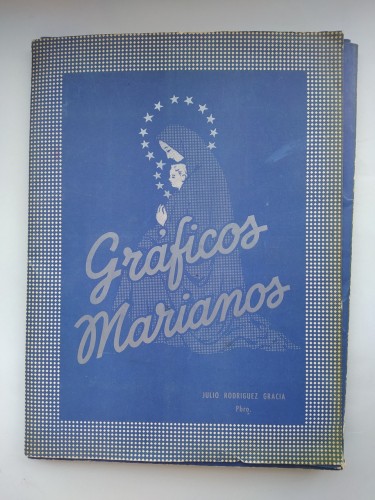 Gráficos
Marianos
JULIO RODRIGUEZ GRACIA
Pbro.